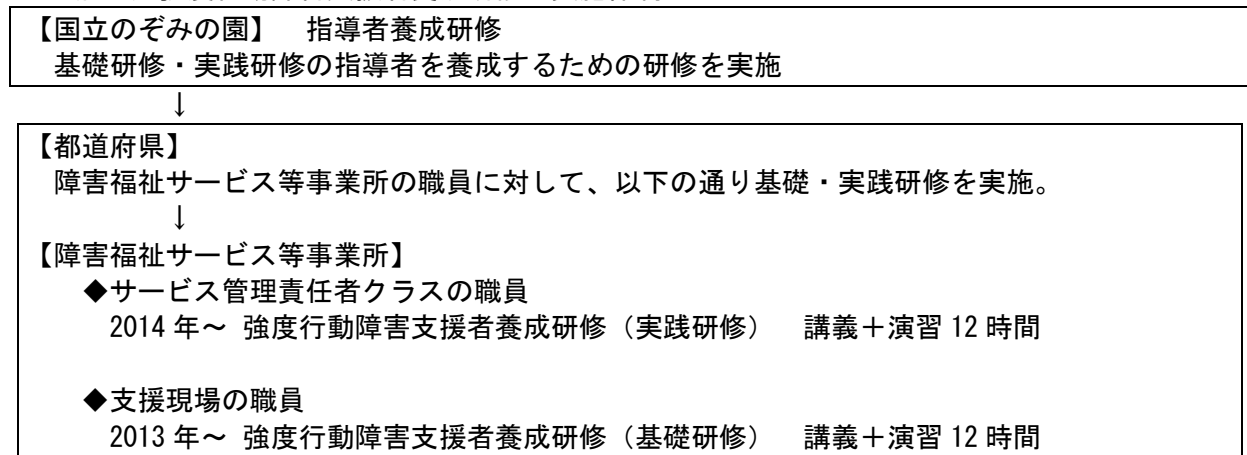 【国立のぞみの園】 指導者養成研修
基礎研修・実践研修の指導者を養成するための研修を実施
↓
【都道府県】
障害福祉サービス等事業所の職員に対して、以下の通り基礎・実践研修を実施。
↓
【障害福祉サービス等事業所】
◆サービス管理責任者クラスの職員
2014 年~ 強度行動障害支援者養成研修（実践研修） 講義＋演習 12 時間
◆支援現場の職員
2013 年~ 強度行動障害支援者養成研修（基礎研修） 講義＋演習 12 時間